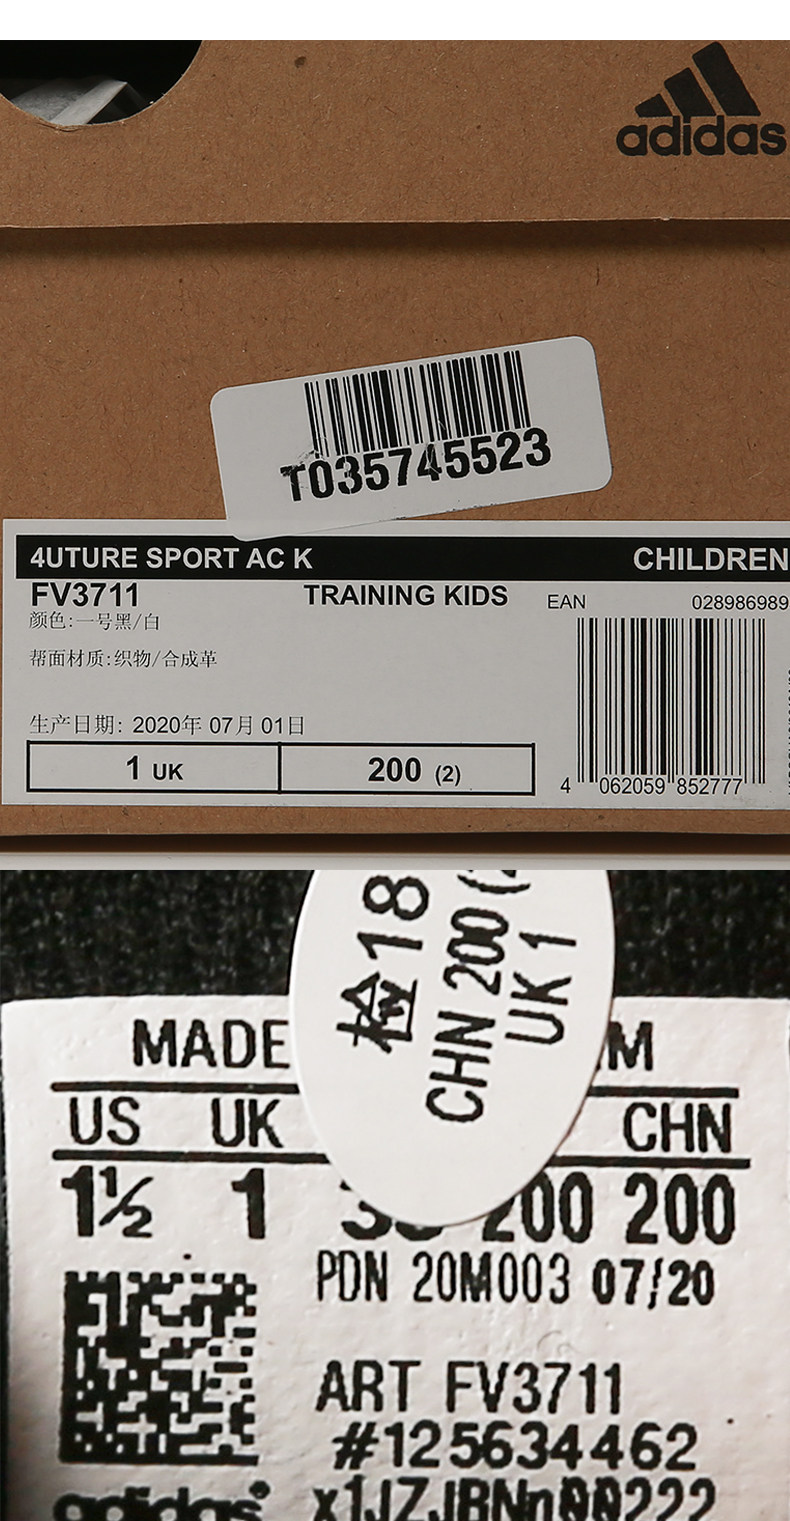 adidas
T035745523
4UTURE SPORT AC K CHILDREN
FV3711 TRAINING KIDS EAN 028986989
颜色:一号黑/白
帮面材质:织物/合成革
生产日期: 2020年 07月 01日
1 UK 200 (2)
4 062059 852777
检18
CHN 200
UK 1
MADE
US UK CHN
1½ 1 200 200
PDN 20M003 07/20
ART FV3711
#125634462
adidas